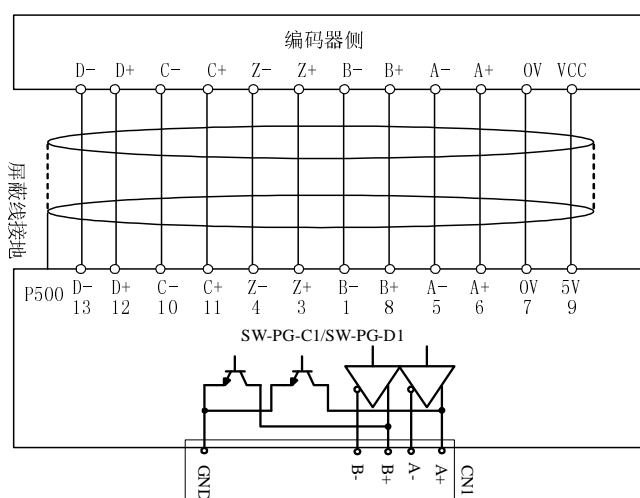 编码器侧
D- D+ C- C+ Z- Z+ B- B+ A- A+ 0V VCC
屏蔽线接地
P500 D- D+ C- C+ Z- Z+ B- B+ A- A+ 0V 5V
13 12 10 11 4 3 1 8 5 6 7 9
SW-PG-C1/SW-PG-D1
GND B- B+ A- A+ CN1